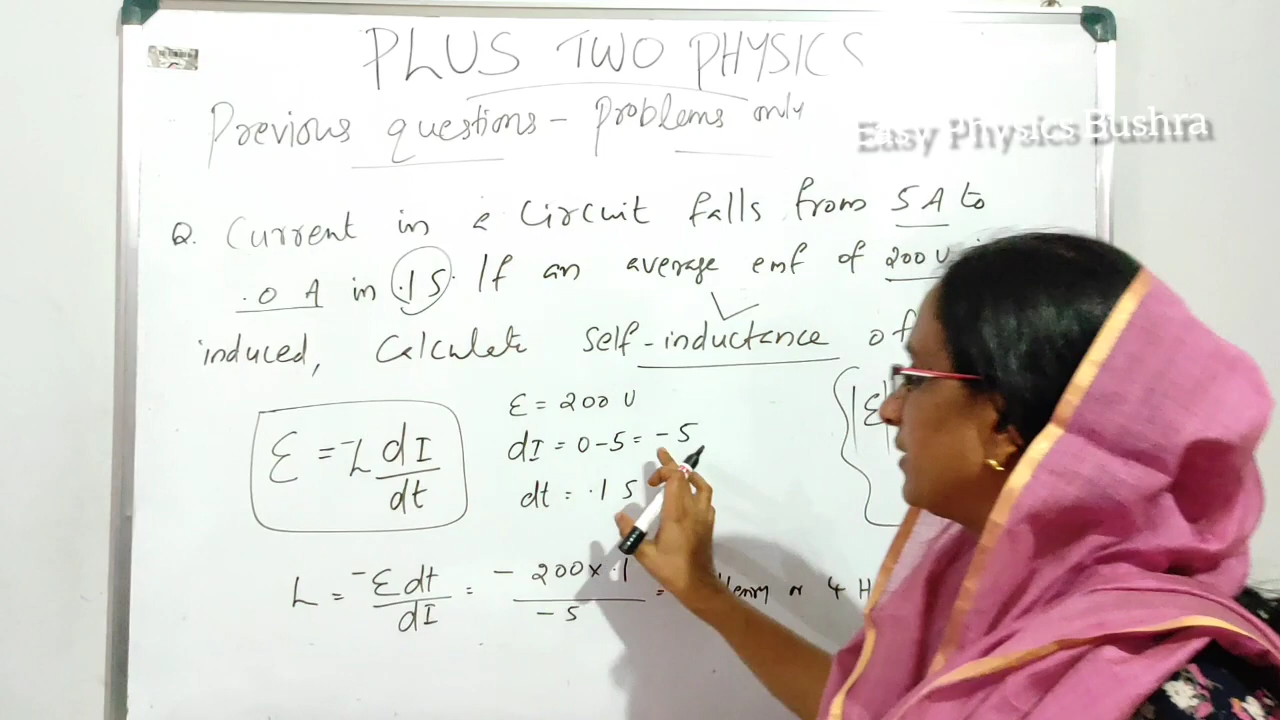 PLUS TWO PHYSICS
Previous questions - Problems only
Easy Physics Bushra
Q. Current in a Circuit falls from 5A to
.0 A in .1 S. If an average emf of 200 V
induced, Calculate Self-inductance of
ε = -L dI/dt
ε = 200 V
dI = 0-5 = -5
dt = .1 S
|ε|
L = -ε dt/dI = - 200 x .1/-5 = Henry or 4 H